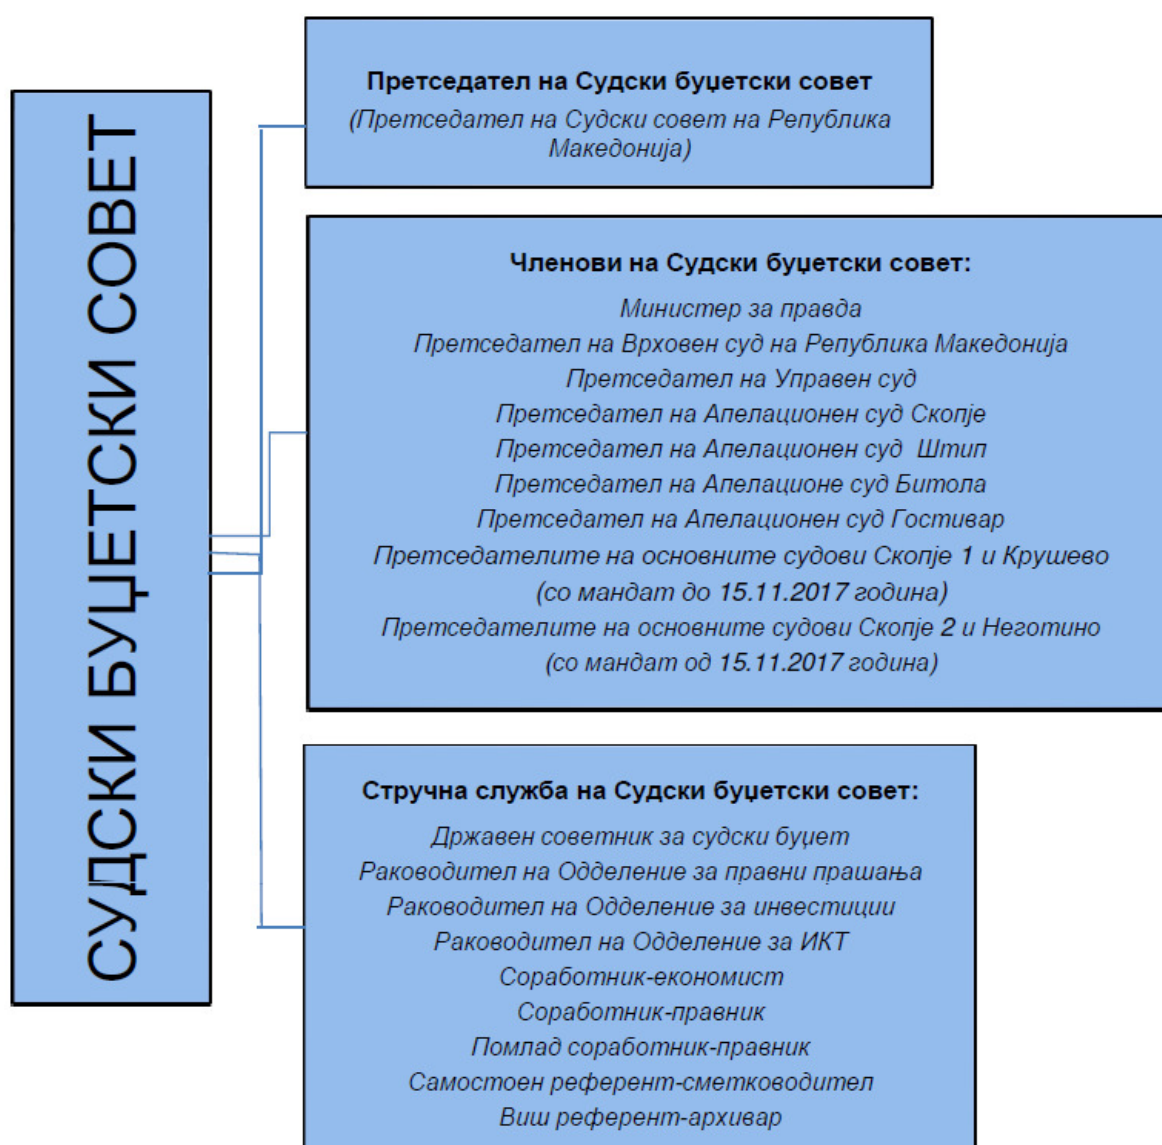 СУДСКИ БУЏЕТСКИ СОВЕТ
Претседател на Судски буџетски совет
(Претседател на Судски совет на Република
Македонија)
Членови на Судски буџетски совет:
Министер за правда
Претседател на Врховен суд на Република Македонија
Претседател на Управен суд
Претседател на Апелационен суд Скопје
Претседател на Апелационен суд  Штип
Претседател на Апелационе суд Битола
Претседател на Апелационен суд Гостивар
Претседателите на основните судови Скопје 1 и Крушево
(со мандат до 15.11.2017 година)
Претседателите на основните судови Скопје 2 и Неготино
(со мандат од 15.11.2017 година)
Стручна служба на Судски буџетски совет:
Државен советник за судски буџет
Раководител на Одделение за правни прашања
Раководител на Одделение за инвестиции
Раководител на Одделение за ИКТ
Соработник-економист
Соработник-правник
Помлад соработник-правник
Самостоен референт-сметководител
Виш референт-архивар